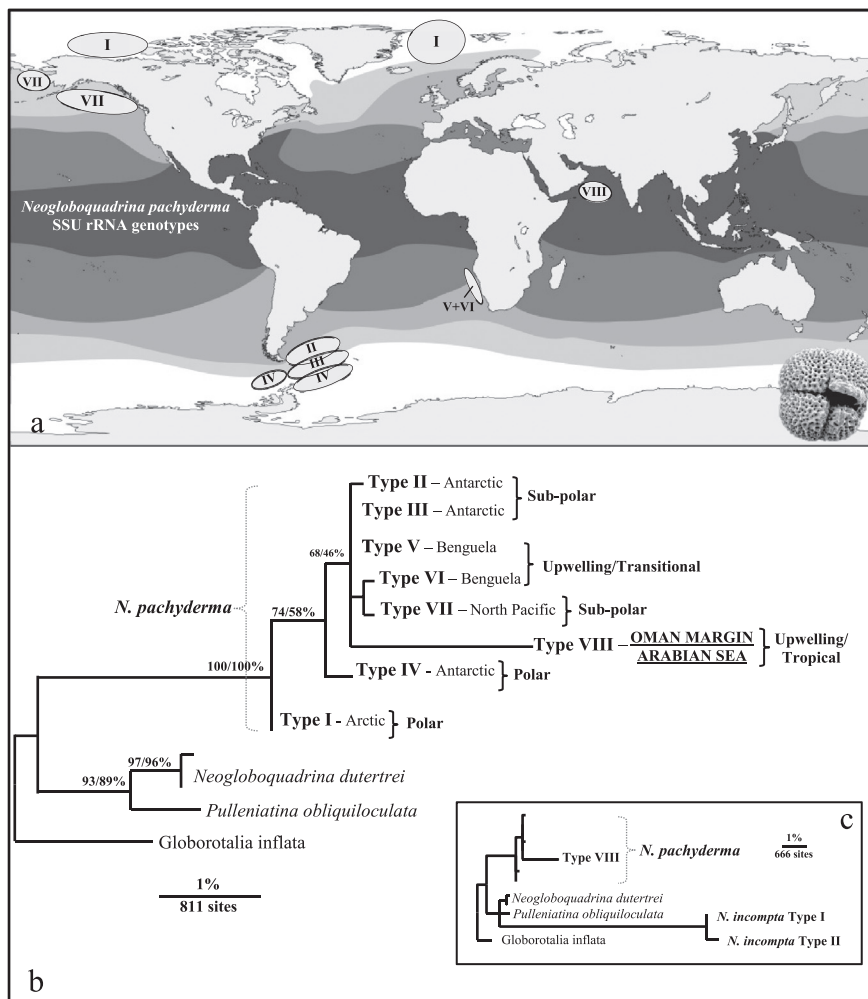 I
I
VII
VII
VIII
Neogloboquadrina pachyderma
SSU rRNA genotypes
V+VI
II
III
IV
IV
a
Type II – Antarctic
Sub-polar
Type III – Antarctic
68/46%
Type V – Benguela
Upwelling/Transitional
Type VI – Benguela
N. pachyderma
74/58%
Type VII – North Pacific
Sub-polar
Type VIII – OMAN MARGIN
ARABIAN SEA
Upwelling/
Tropical
100/100%
Type IV - Antarctic
Polar
Type I - Arctic
Polar
97/96%
Neogloboquadrina dutertrei
93/89%
Pulleniatina obliquiloculata
Globorotalia inflata
1%
811 sites
b
c
Type VIII
N. pachyderma
1%
666 sites
Neogloboquadrina dutertrei
Pulleniatina obliquiloculata
N. incompta Type I
Globorotalia inflata
N. incompta Type II